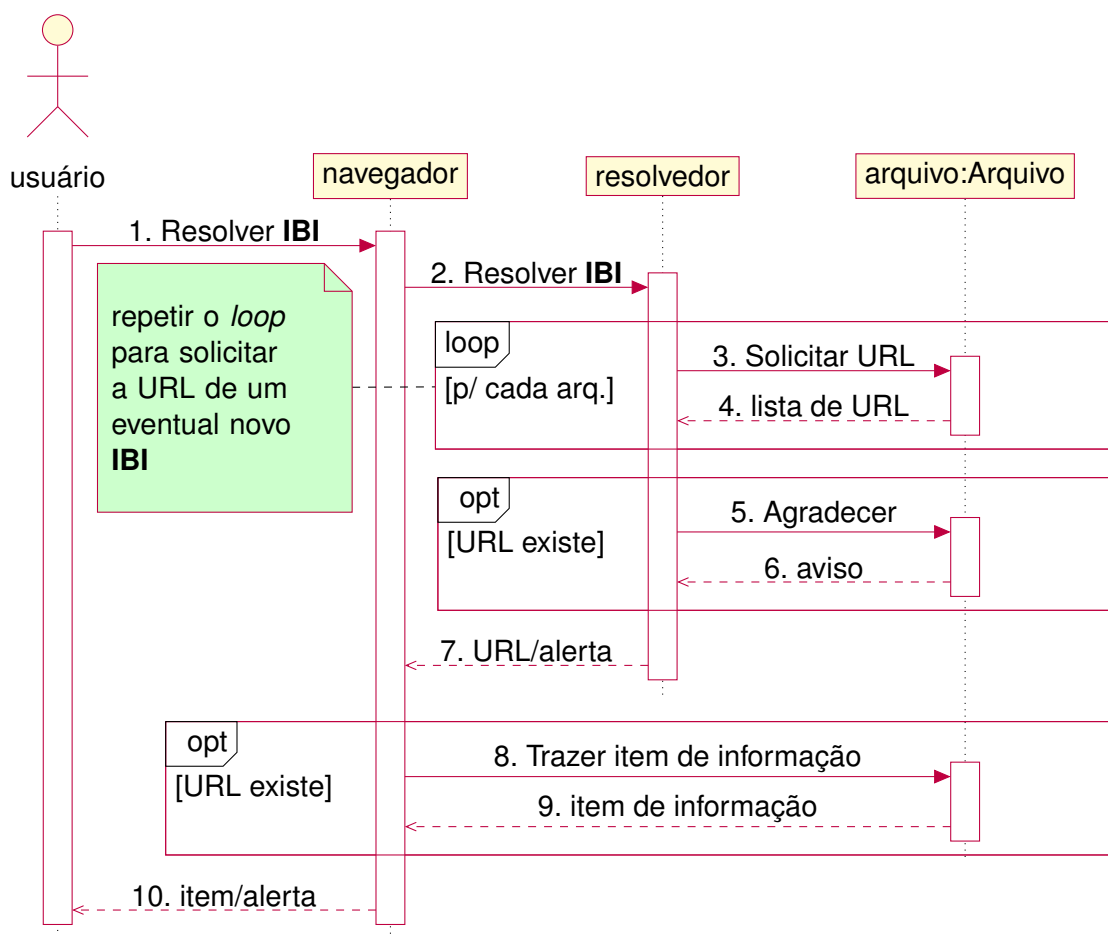 usuário
navegador
resolvedor
arquivo:Arquivo
1. Resolver IBI
2. Resolver IBI
repetir o loop
para solicitar
a URL de um
eventual novo
IBI
loop
[p/ cada arq.]
3. Solicitar URL
4. lista de URL
opt
[URL existe]
5. Agradecer
6. aviso
7. URL/alerta
opt
[URL existe]
8. Trazer item de informação
9. item de informação
10. item/alerta